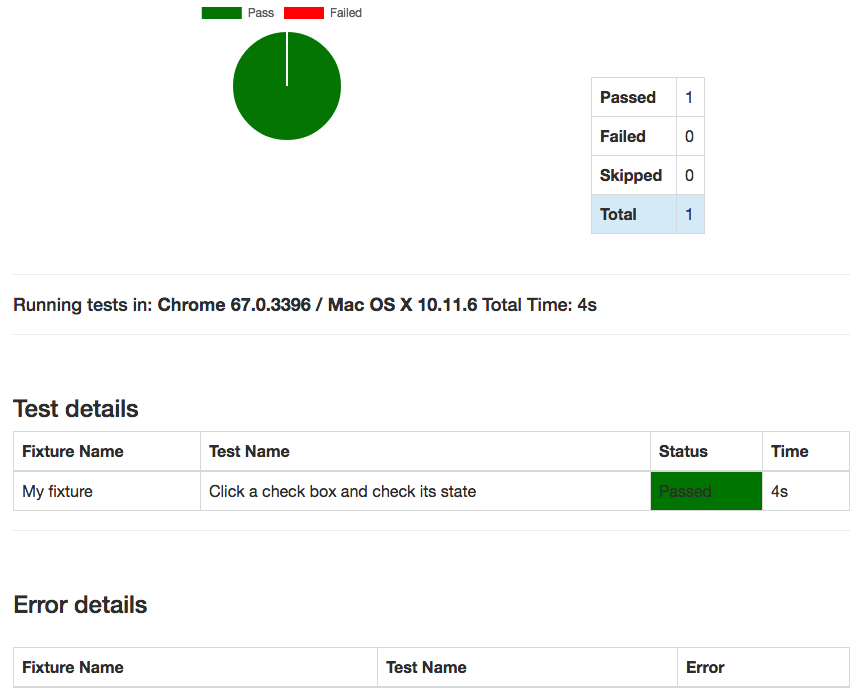 Pass Failed
Passed 1
Failed 0
Skipped 0
Total 1
Running tests in: Chrome 67.0.3396 / Mac OS X 10.11.6 Total Time: 4s
Test details
Fixture Name Test Name Status Time
My fixture Click a check box and check its state Passed 4s
Error details
Fixture Name Test Name Error